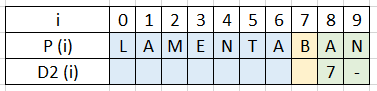 i 0 1 2 3 4 5 6 7 8 9
P (i) L A M E N T A B A N
D2 (i) 7 -